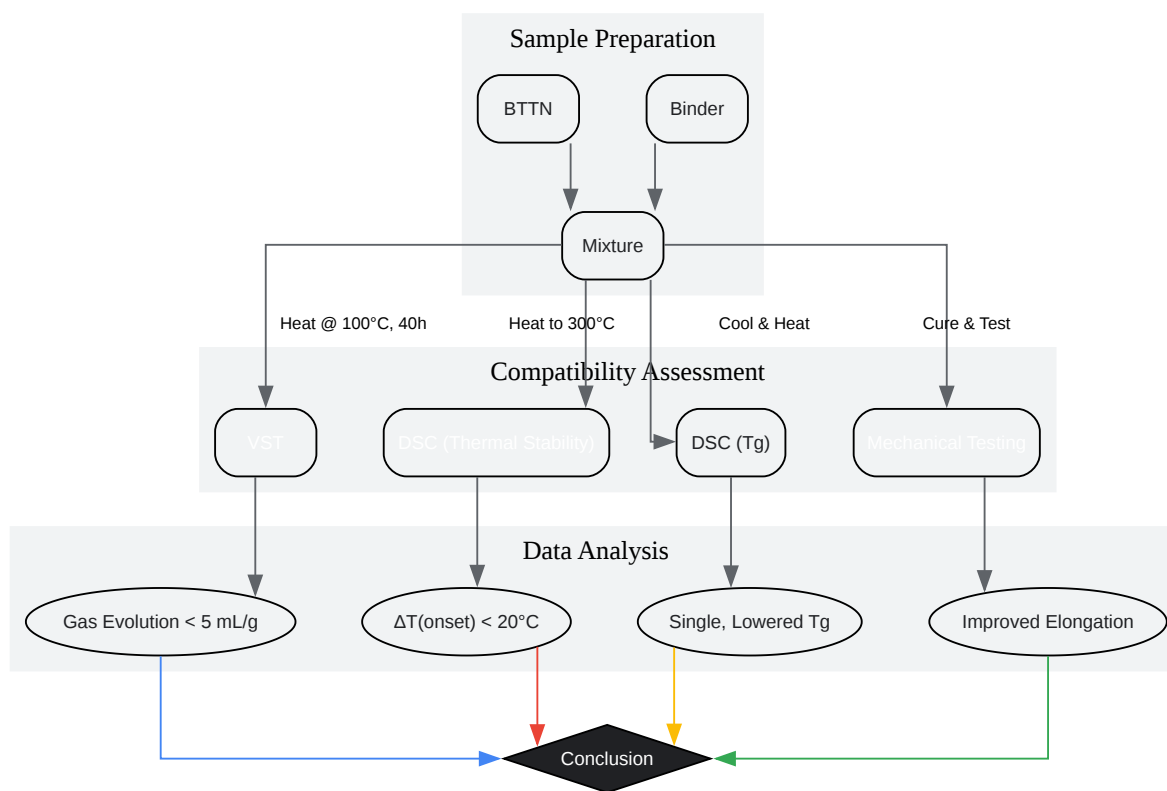 Sample Preparation
BTTN
Binder
Mixture
Heat @ 100°C, 40h
Heat to 300°C
Cool & Heat
Cure & Test
Compatibility Assessment
VST
DSC (Thermal Stability)
DSC (Tg)
Mechanical Testing
Data Analysis
Gas Evolution < 5 mL/g
ΔT(onset) < 20°C
Single, Lowered Tg
Improved Elongation
Conclusion